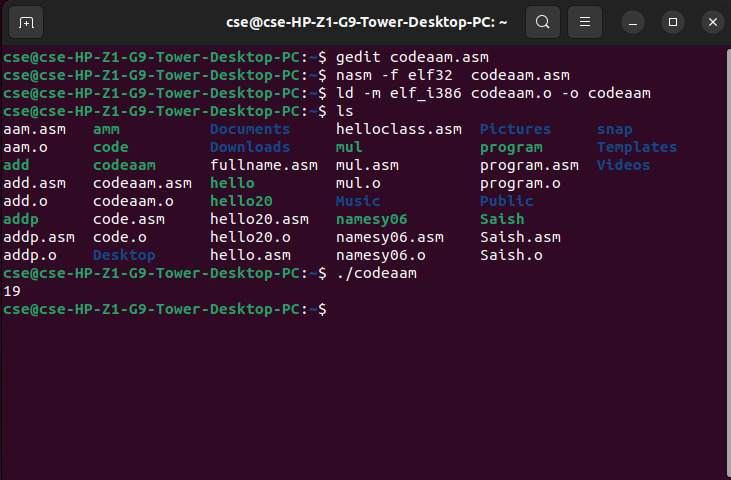 cse@cse-HP-Z1-G9-Tower-Desktop-PC: ~
cse@cse-HP-Z1-G9-Tower-Desktop-PC:~$ gedit codeaam.asm
cse@cse-HP-Z1-G9-Tower-Desktop-PC:~$ nasm -f elf32  codeaam.asm
cse@cse-HP-Z1-G9-Tower-Desktop-PC:~$ ld -m elf_i386 codeaam.o -o codeaam
cse@cse-HP-Z1-G9-Tower-Desktop-PC:~$ ls
aam.asm   amm          Documents     helloclass.asm  Pictures     snap
aam.o     code         Downloads     mul             program      Templates
add       codeaam      fullname.asm  mul.asm         program.asm  Videos
add.asm   codeaam.asm  hello         mul.o           program.o
add.o     codeaam.o    hello20       Music           Public
addp      code.asm     hello20.asm   namesy06        Saish
addp.asm  code.o       hello20.o     namesy06.asm    Saish.asm
addp.o    Desktop      hello.asm     namesy06.o      Saish.o
cse@cse-HP-Z1-G9-Tower-Desktop-PC:~$ ./codeaam
19
cse@cse-HP-Z1-G9-Tower-Desktop-PC:~$